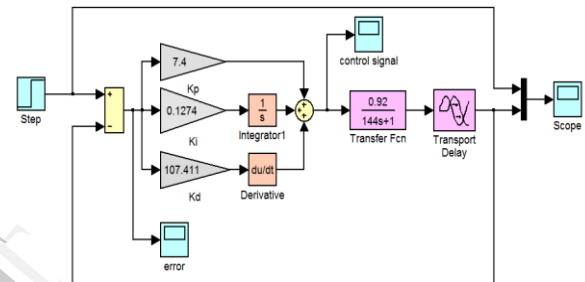 Step
+
−
7.4
Kp
0.1274
Ki
107.411
Kd
1
s
Integrator1
du/dt
Derivative
+
+
+
control signal
0.92
144s+1
Transfer Fcn
Transport
Delay
Scope
error